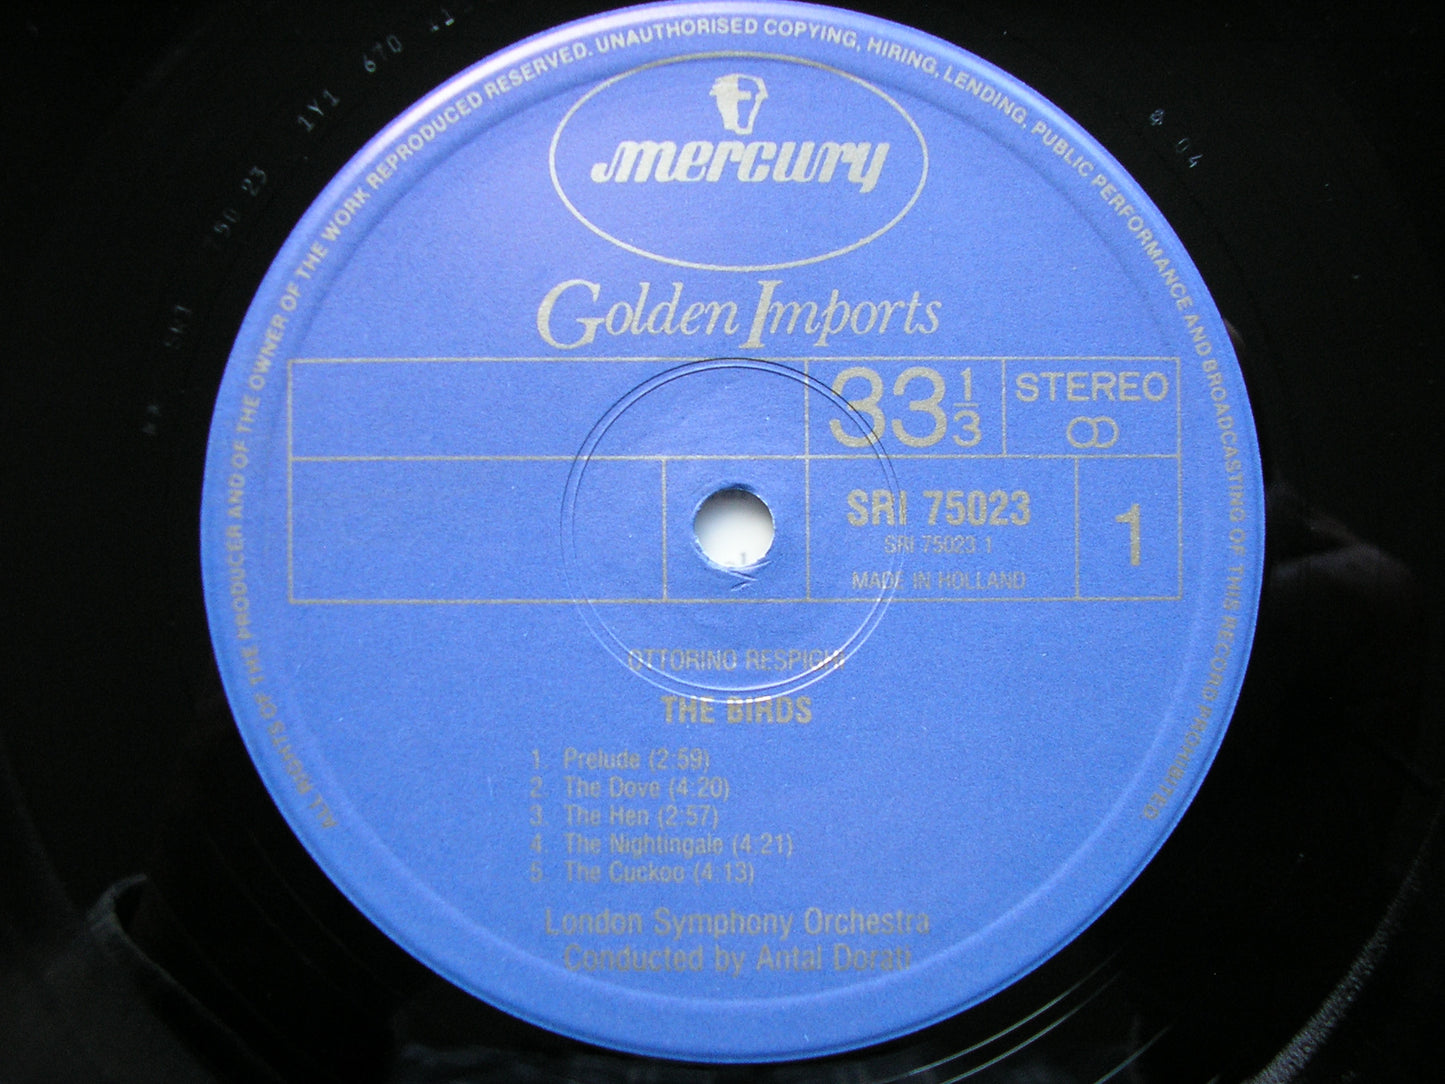 ALL RIGHTS OF THE PRODUCER AND OF THE OWNER OF THE WORK REPRODUCED RESERVED. UNAUTHORISED COPYING, HIRING, LENDING, PUBLIC PERFORMANCE AND BROADCASTING OF THIS RECORD PROHIBITED
mercury
Golden Imports
33 1/3
STEREO
SRI 75023
SRI 75023 1
MADE IN HOLLAND
1
OTTORINO RESPIGHI
THE BIRDS
1. Prelude (2:59)
2. The Dove (4:20)
3. The Hen (2:57)
4. The Nightingale (4:21)
5. The Cuckoo (4:13)
London Symphony Orchestra
Conducted by Antal Dorati
1Y1 670
04